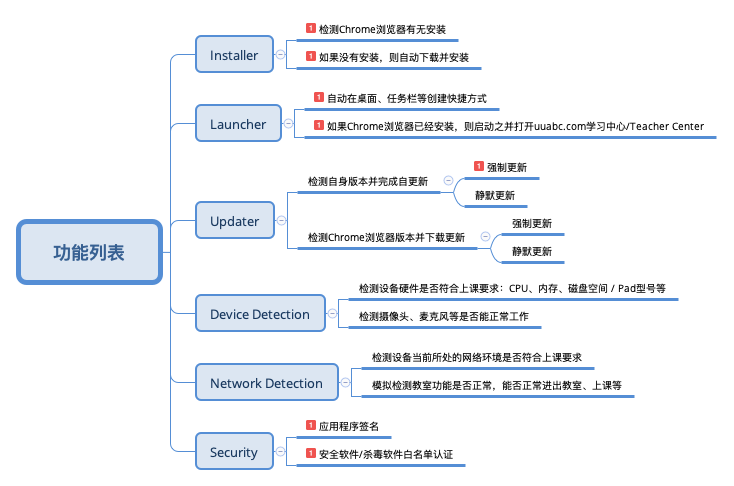 功能列表
Installer
1 检测Chrome浏览器有无安装
1 如果没有安装，则自动下载并安装
Launcher
1 自动在桌面、任务栏等创建快捷方式
1 如果Chrome浏览器已经安装，则启动之并打开uuabc.com学习中心/Teacher Center
Updater
检测自身版本并完成自更新
1 强制更新
静默更新
检测Chrome浏览器版本并下载更新
强制更新
静默更新
Device Detection
检测设备硬件是否符合上课要求：CPU、内存、磁盘空间 / Pad型号等
检测摄像头、麦克风等是否能正常工作
Network Detection
检测设备当前所处的网络环境是否符合上课要求
模拟检测教室功能是否正常，能否正常进出教室、上课等
Security
1 应用程序签名
1 安全软件/杀毒软件白名单认证